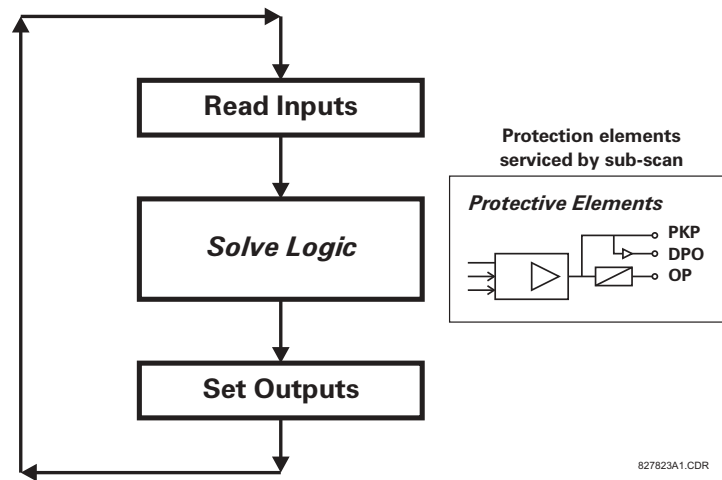 Read Inputs
Solve Logic
Set Outputs
Protection elements
serviced by sub-scan
Protective Elements
PKP
DPO
OP
827823A1.CDR